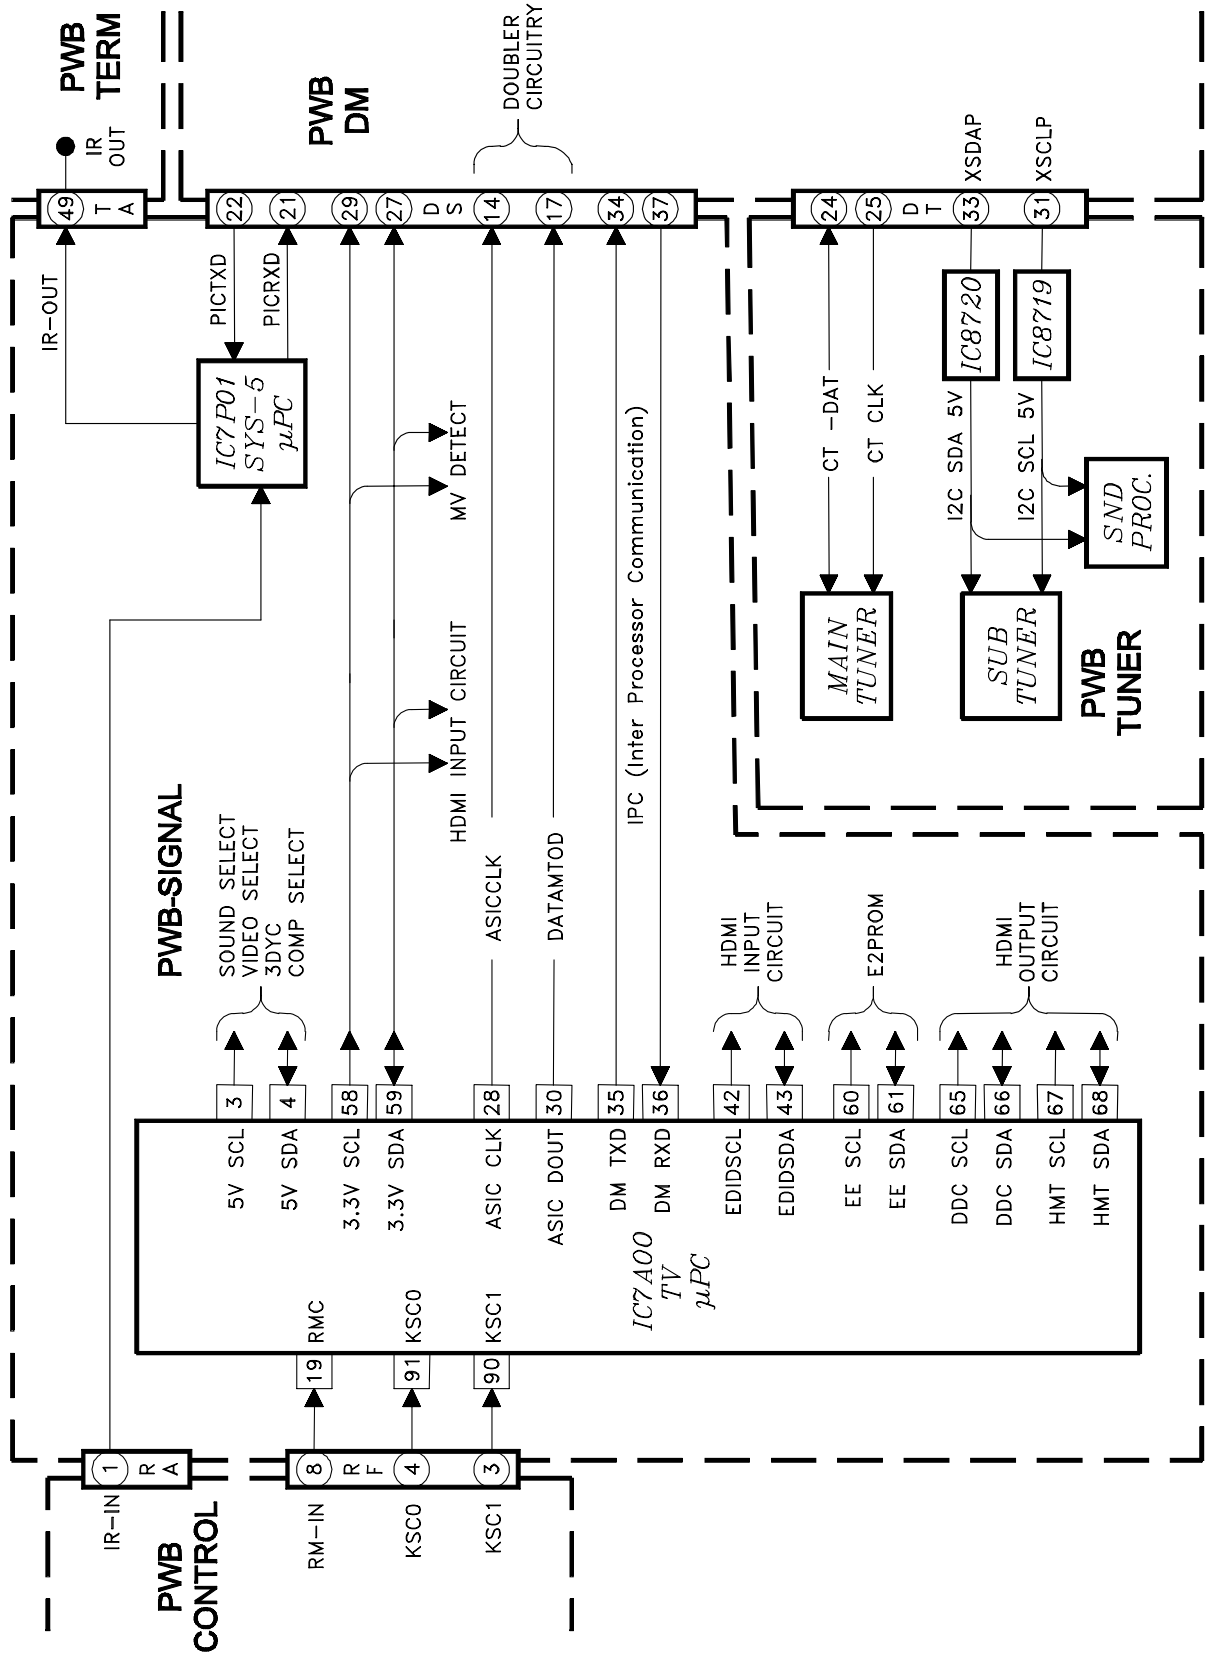 PWB
CONTROL
IR-IN
1
RA
RM-IN
8
RF
KSC0
4
KSC1
3
19
RMC
91
KSC0
90
KSC1
IC7A00
TV
µPC
PWB-SIGNAL
5V SCL
3
5V SDA
4
SOUND SELECT
VIDEO SELECT
3DYC
COMP SELECT
3.3V SCL
58
3.3V SDA
59
HDMI INPUT CIRCUIT
MV DETECT
ASIC CLK
28
ASICCLK
ASIC DOUT
30
DATAMTOD
DM TXD
35
DM RXD
36
IPC (Inter Processor Communication)
EDIDSCL
42
EDIDSDA
43
HDMI
INPUT
CIRCUIT
EE SCL
60
EE SDA
61
E2PROM
DDC SCL
65
DDC SDA
66
HMT SCL
67
HMT SDA
68
HDMI
OUTPUT
CIRCUIT
IC7P01
SYS-5
µPC
IR-OUT
PICTXD
PICRXD
49
TA
IR
OUT
PWB
TERM
22
21
29
27
DS
14
17
34
37
PWB
DM
DOUBLER
CIRCUITRY
MAIN
TUNER
CT -DAT
24
CT CLK
25
DT
SUB
TUNER
I2C SDA 5V
IC8720
33
XSDAP
I2C SCL 5V
IC8719
31
XSCLP
SND
PROC.
PWB
TUNER